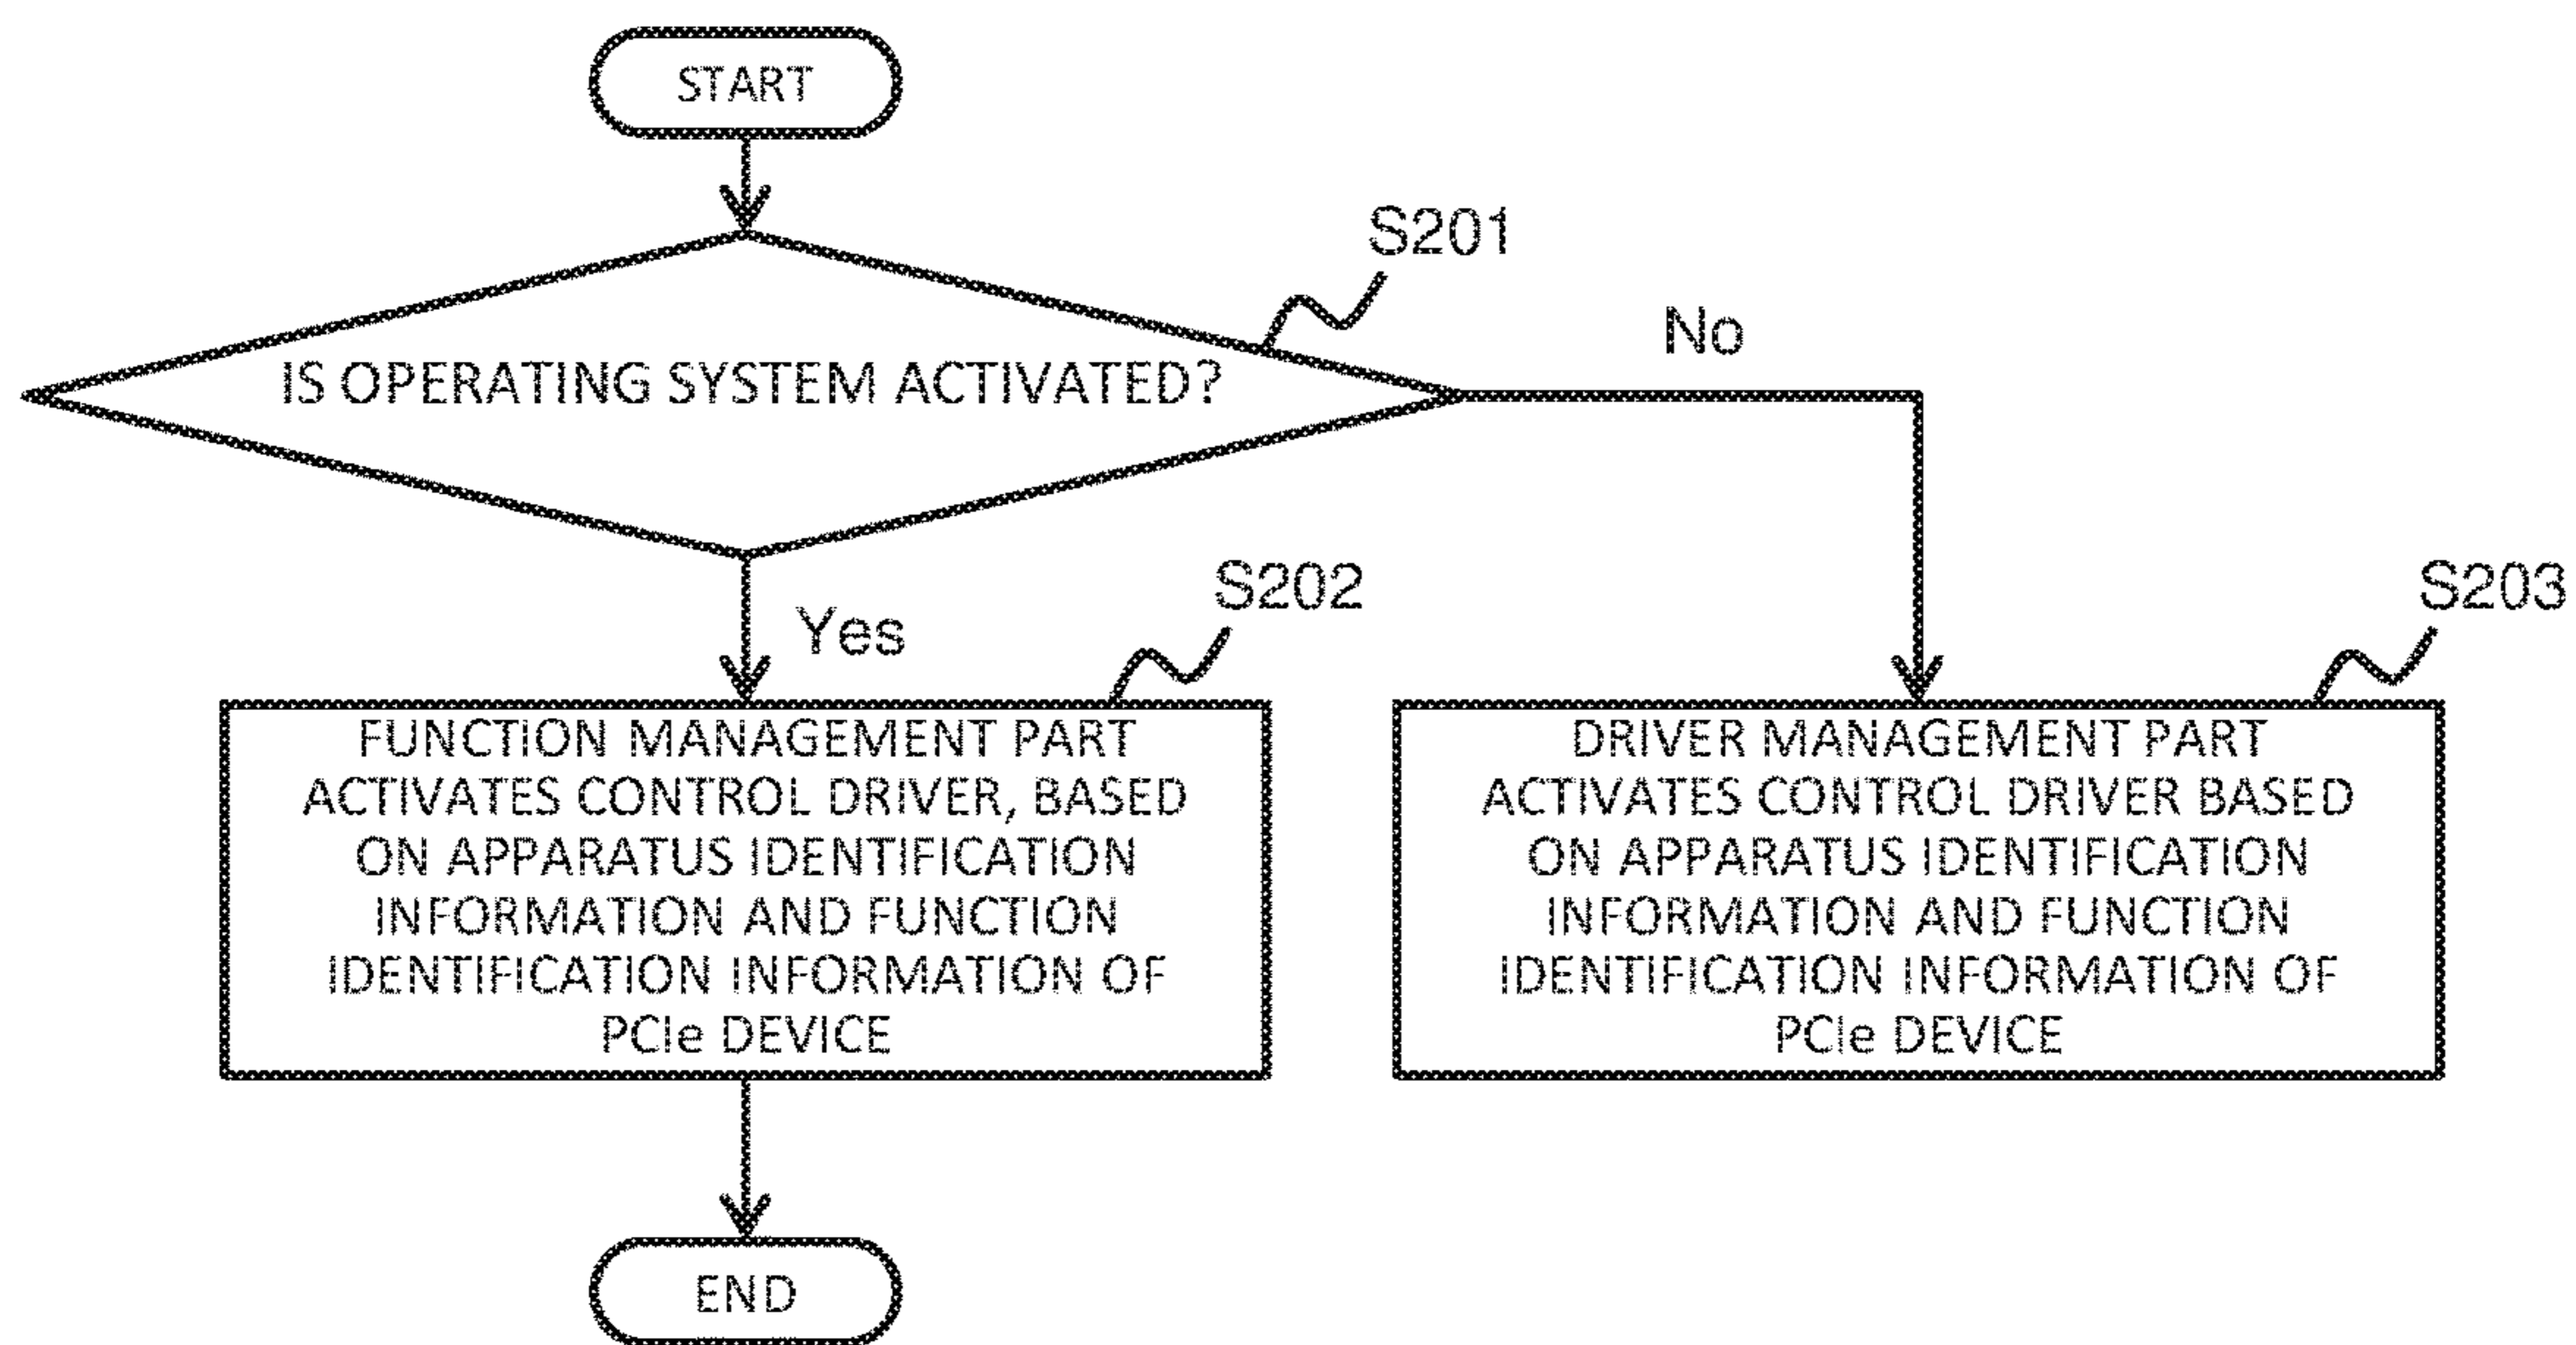 START
S201
No
IS OPERATING SYSTEM ACTIVATED?
Yes
S202
S203
FUNCTION MANAGEMENT PART
ACTIVATES CONTROL DRIVER, BASED
ON APPARATUS IDENTIFICATION
INFORMATION AND FUNCTION
IDENTIFICATION INFORMATION OF
PCIe DEVICE
DRIVER MANAGEMENT PART
ACTIVATES CONTROL DRIVER BASED
ON APPARATUS IDENTIFICATION
INFORMATION AND FUNCTION
IDENTIFICATION INFORMATION OF
PCIe DEVICE
END